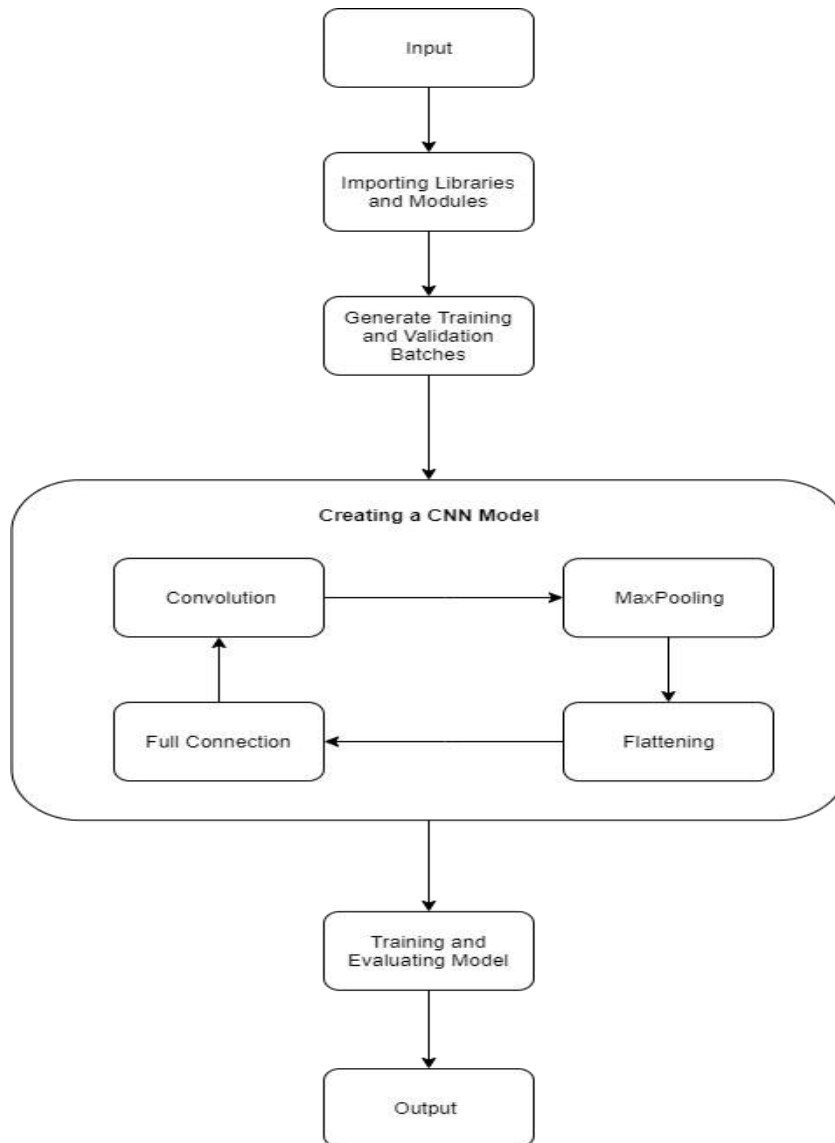 Input
Importing Libraries
and Modules
Generate Training
and Validation
Batches
Creating a CNN Model
Convolution
MaxPooling
Full Connection
Flattening
Training and
Evaluating Model
Output